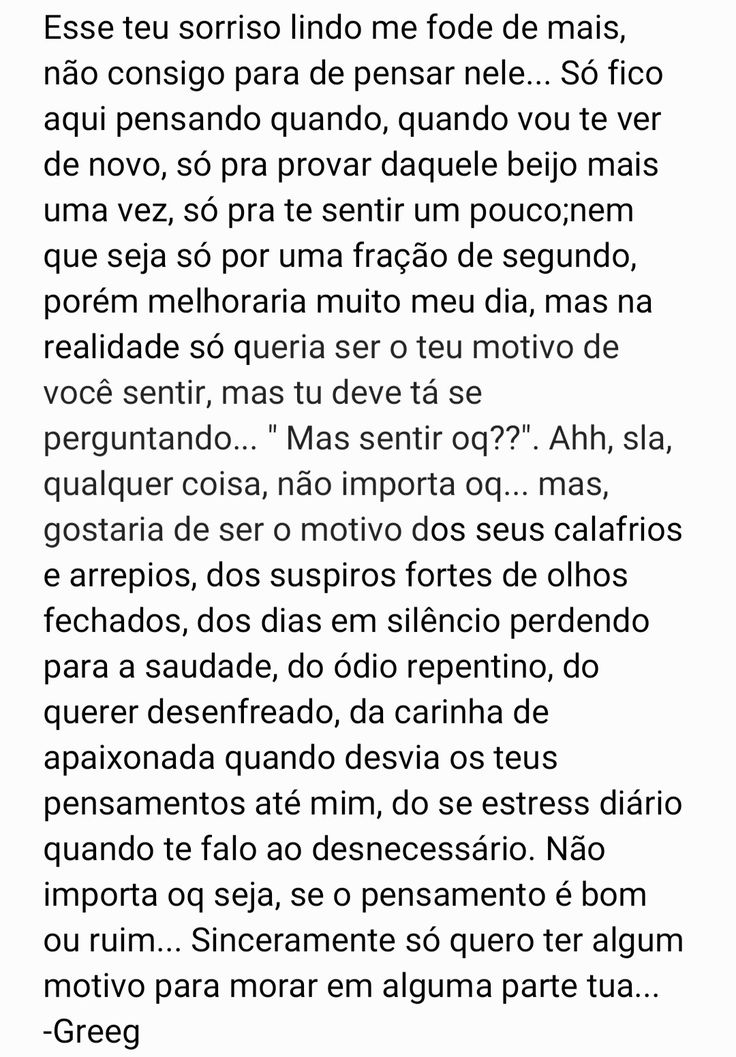 Esse teu sorriso lindo me fode de mais,
não consigo para de pensar nele... Só fico
aqui pensando quando, quando vou te ver
de novo, só pra provar daquele beijo mais
uma vez, só pra te sentir um pouco;nem
que seja só por uma fração de segundo,
porém melhoraria muito meu dia, mas na
realidade só queria ser o teu motivo de
você sentir, mas tu deve tá se
perguntando... " Mas sentir oq??". Ahh, sla,
qualquer coisa, não importa oq... mas,
gostaria de ser o motivo dos seus calafrios
e arrepios, dos suspiros fortes de olhos
fechados, dos dias em silêncio perdendo
para a saudade, do ódio repentino, do
querer desenfreado, da carinha de
apaixonada quando desvia os teus
pensamentos até mim, do se estress diário
quando te falo ao desnecessário. Não
importa oq seja, se o pensamento é bom
ou ruim... Sinceramente só quero ter algum
motivo para morar em alguma parte tua...
-Greeg